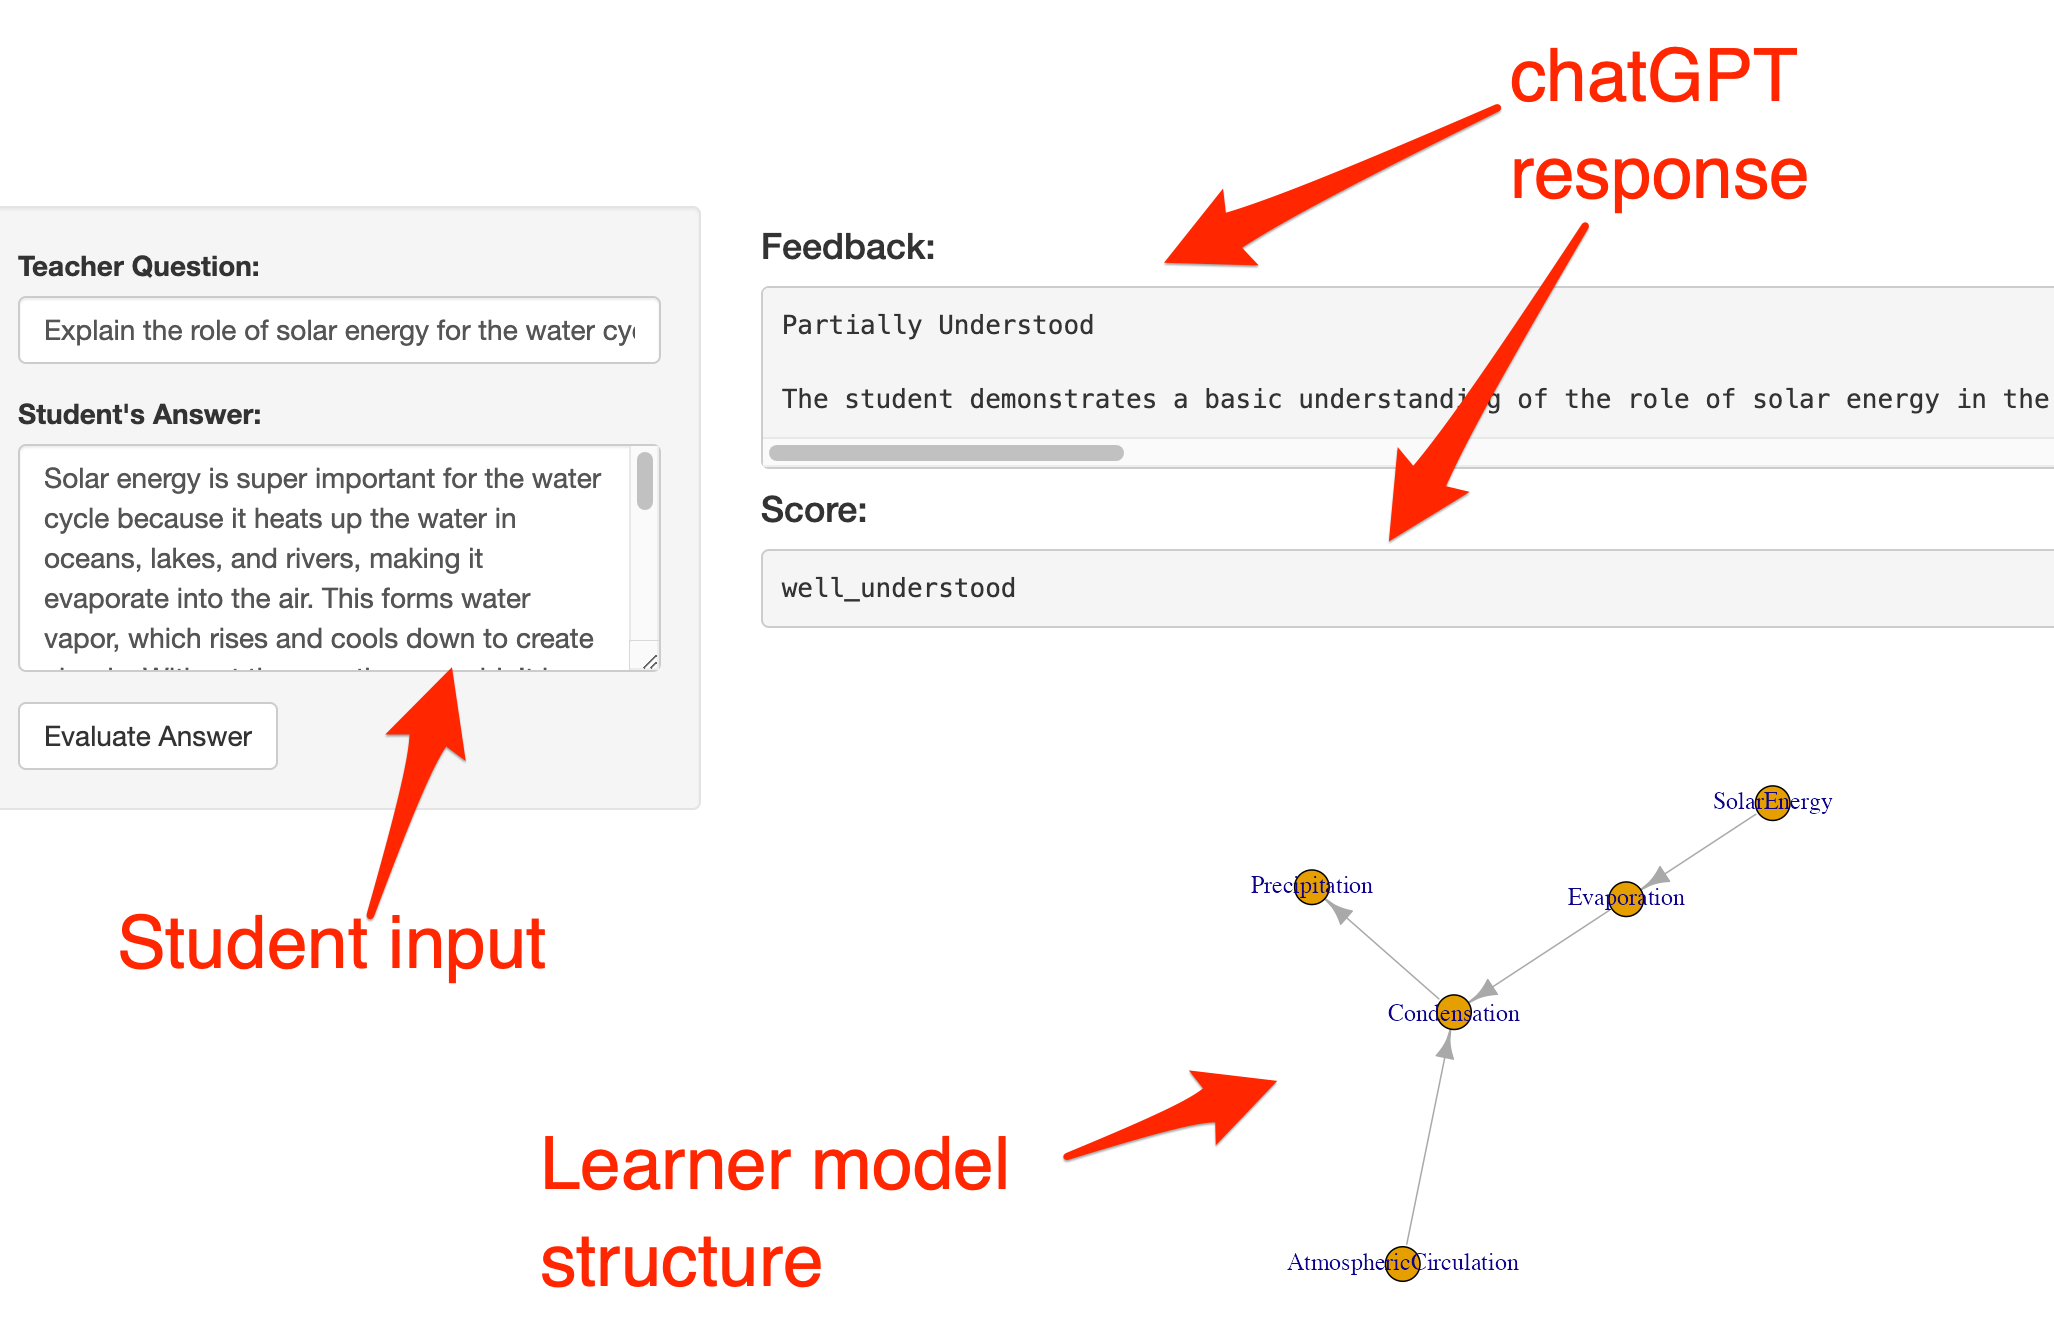 chatGPT
response
Teacher Question:
Explain the role of solar energy for the water cy
Student's Answer:
Solar energy is super important for the water
cycle because it heats up the water in
oceans, lakes, and rivers, making it
evaporate into the air. This forms water
vapor, which rises and cools down to create
Evaluate Answer
Student input
Feedback:
Partially Understood
The student demonstrates a basic understanding of the role of solar energy in the
Score:
well_understood
SolarEnergy
Precipitation
Evaporation
Condensation
AtmosphericCirculation
Learner model
structure